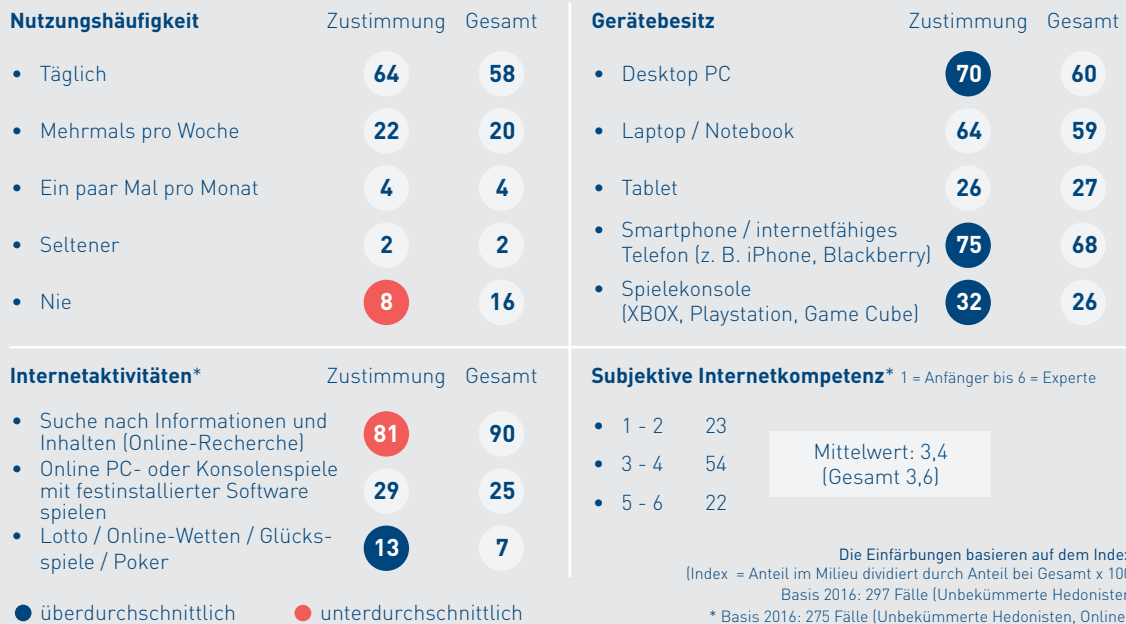 Nutzungshäufigkeit Zustimmung Gesamt
• Täglich 64 58
• Mehrmals pro Woche 22 20
• Ein paar Mal pro Monat 4 4
• Seltener 2 2
• Nie 8 16
Gerätebesitz Zustimmung Gesamt
• Desktop PC 70 60
• Laptop / Notebook 64 59
• Tablet 26 27
• Smartphone / internetfähiges
Telefon (z. B. iPhone, Blackberry) 75 68
• Spielekonsole
(XBOX, Playstation, Game Cube) 32 26
Internetaktivitäten* Zustimmung Gesamt
• Suche nach Informationen und
Inhalten (Online-Recherche) 81 90
• Online PC- oder Konsolenspiele
mit festinstallierter Software 29 25
spielen
• Lotto / Online-Wetten / Glücks-
spiele / Poker 13 7
überdurchschnittlich unterdurchschnittlich
Subjektive Internetkompetenz* 1 = Anfänger bis 6 = Experte
• 1 - 2 23
• 3 - 4 54
• 5 - 6 22
Mittelwert: 3,4
(Gesamt 3,6)
Die Einfärbungen basieren auf dem Index
(Index = Anteil im Milieu dividiert durch Anteil bei Gesamt x 100
Basis 2016: 297 Fälle (Unbekümmerte Hedonisten
* Basis 2016: 275 Fälle (Unbekümmerte Hedonisten, Online